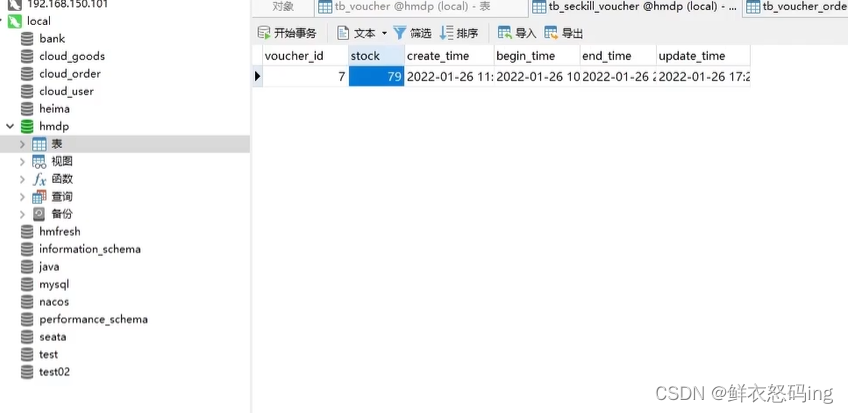 192.168.150.101
local
bank
cloud_goods
cloud_order
cloud_user
heima
hmdp
表
视图
函数
查询
备份
hmfresh
information_schema
java
mysql
nacos
performance_schema
seata
test
test02
对象 tb_voucher @hmdp (local) - 表 tb_seckill_voucher @hmdp (local) - ... tb_voucher_orde
开始事务 文本 筛选 排序 导入 导出
voucher_id stock create_time begin_time end_time update_time
7 79 2022-01-26 11: 2022-01-26 10 2022-01-26 2 2022-01-26 17:2
CSDN @鲜衣怒码ing